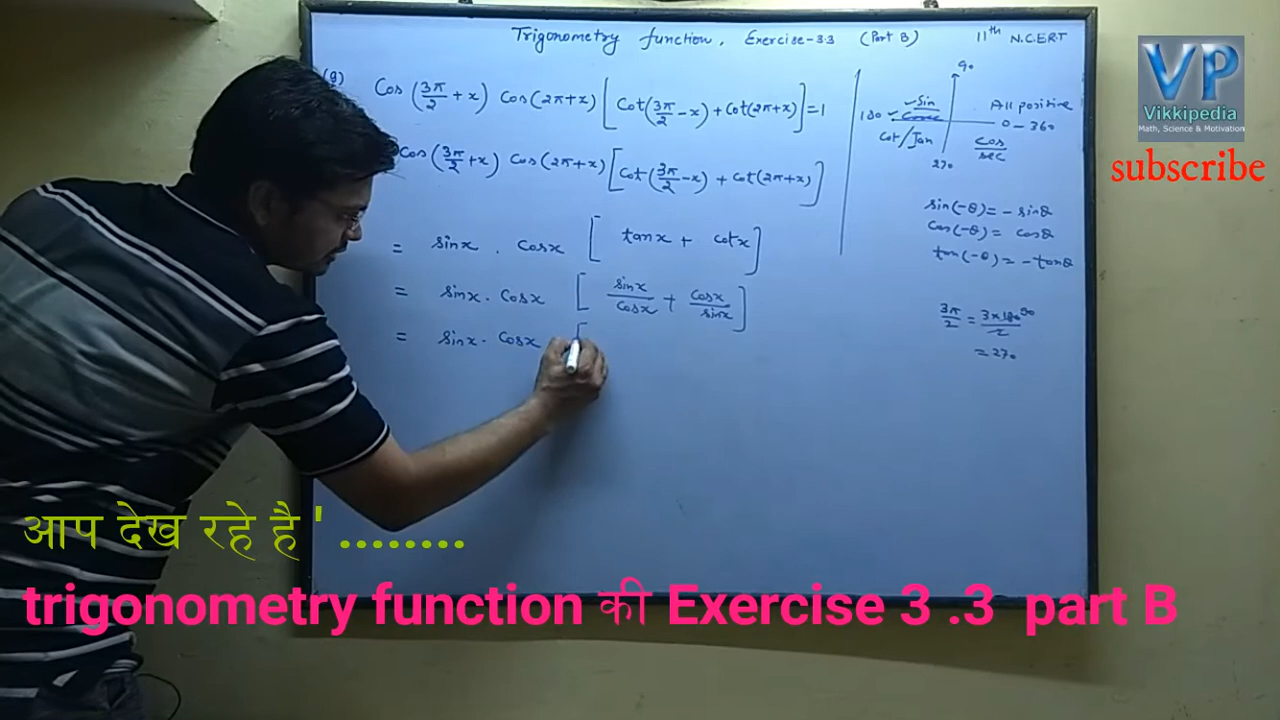 Trigonometry function, Exercise-3.3 (Part B) 11th N.C.E.R.T
(9) Cos (3π/2 + x) Cos(2π+x) [Cot(3π/2 - x) + Cot(2π+x)] = 1
Cos (3π/2 + x) Cos(2π+x) [Cot(3π/2 - x) + Cot(2π+x)]
= sinx . Cosx [ tanx + Cotx ]
= sinx . Cosx [ sinx/Cosx + Cosx/sinx ]
= sinx . Cosx [
90
Sin
180
Cosec
All positive
0 - 360
Cot/Tan
Cos
sec
270
sin(-θ) = - sinθ
Cos(-θ) = Cosθ
tan(-θ) = - tanθ
3π/2 = 3×180/2
= 270
VP
Vikkipedia
Math, Science & Motivation
subscribe
आप देख रहे है ' ........
trigonometry function की Exercise 3 .3 part B